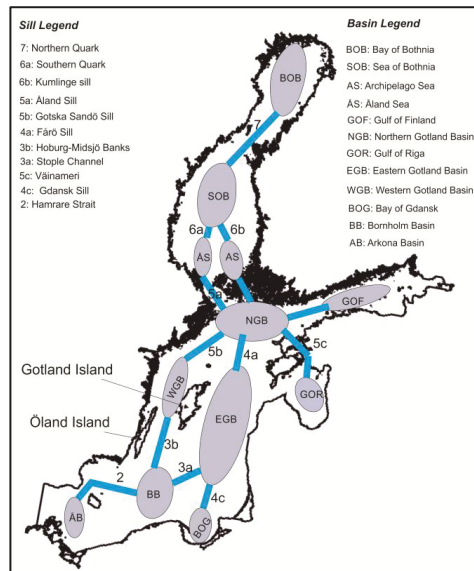 Sill Legend
7: Northern Quark
6a: Southern Quark
6b: Kumlinge sill
5a: Åland Sill
5b: Gotska Sandö Sill
4a: Fårö Sill
3b: Hoburg-Midsjö Banks
3a: Stople Channel
5c: Väinameri
4c: Gdansk Sill
2: Hamrare Strait
Basin Legend
BOB: Bay of Bothnia
SOB: Sea of Bothnia
AS: Archipelago Sea
ÅS: Åland Sea
GOF: Gulf of Finland
NGB: Northern Gotland Basin
GOR: Gulf of Riga
EGB: Eastern Gotland Basin
WGB: Western Gotland Basin
BOG: Bay of Gdansk
BB: Bornholm Basin
AB: Arkona Basin
BOB
7
SOB
6a
6b
ÅS
AS
5a
GOF
NGB
5b
4a
5c
Gotland Island
WGB
GOR
EGB
Öland Island
3b
3a
2
BB
4c
ÅB
BOG